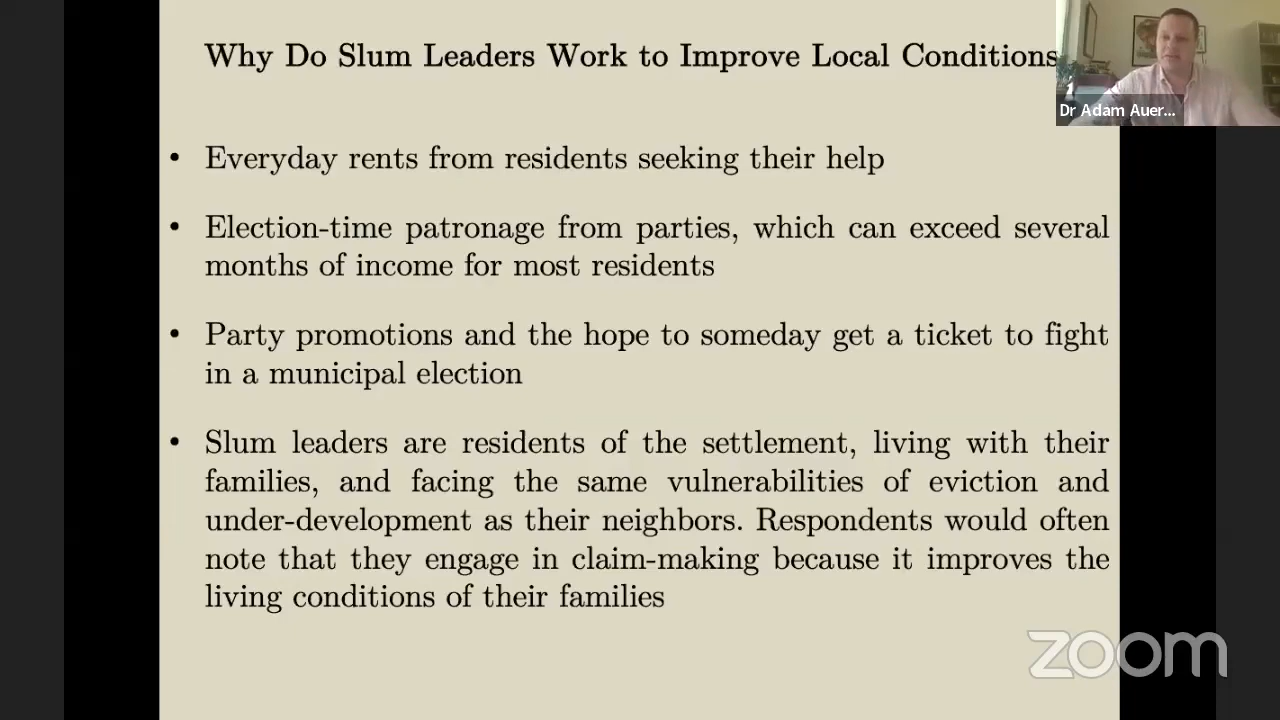 Why Do Slum Leaders Work to Improve Local Conditions
Dr Adam Auer...
• Everyday rents from residents seeking their help
• Election-time patronage from parties, which can exceed several
months of income for most residents
• Party promotions and the hope to someday get a ticket to fight
in a municipal election
• Slum leaders are residents of the settlement, living with their
families, and facing the same vulnerabilities of eviction and
under-development as their neighbors. Respondents would often
note that they engage in claim-making because it improves the
living conditions of their families
zoom